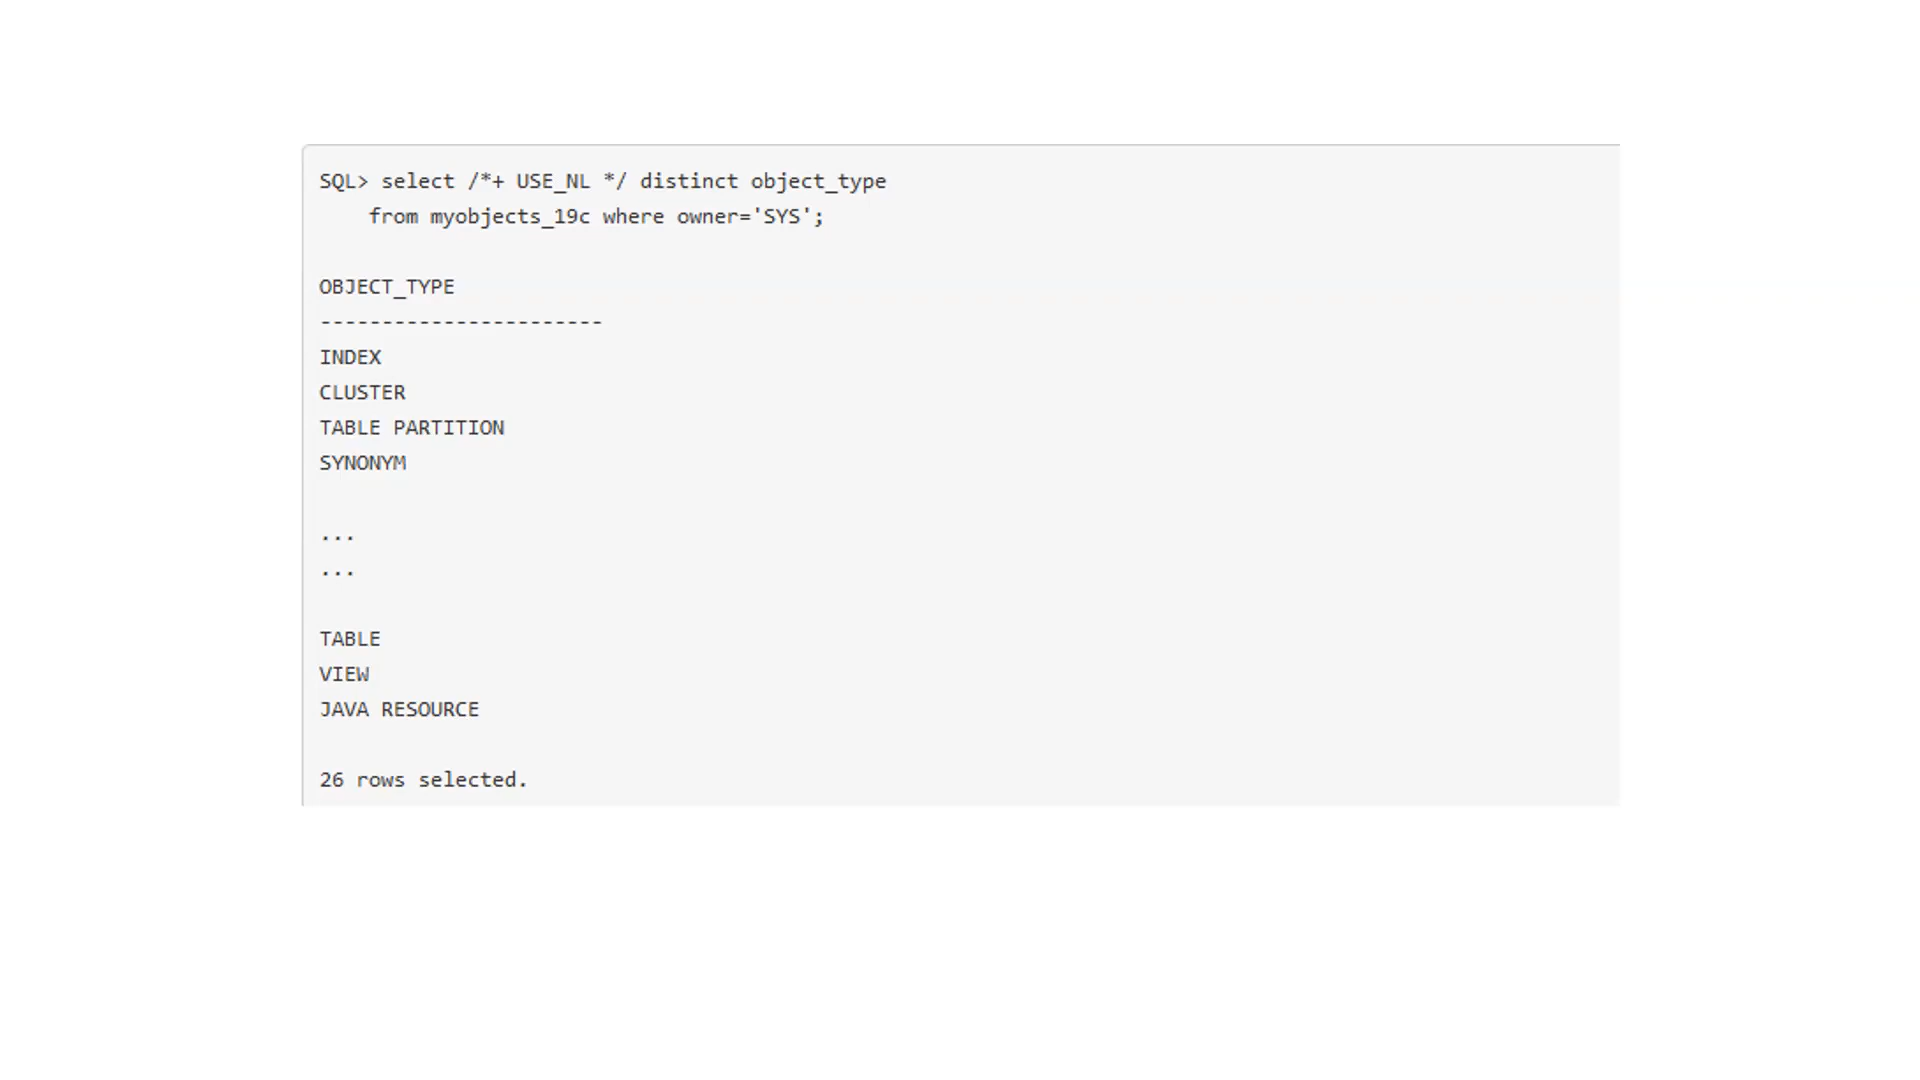 SQL> select /*+ USE_NL */ distinct object_type
from myobjects_19c where owner='SYS';
OBJECT_TYPE
-----------------------
INDEX
CLUSTER
TABLE PARTITION
SYNONYM
...
...
TABLE
VIEW
JAVA RESOURCE
26 rows selected.